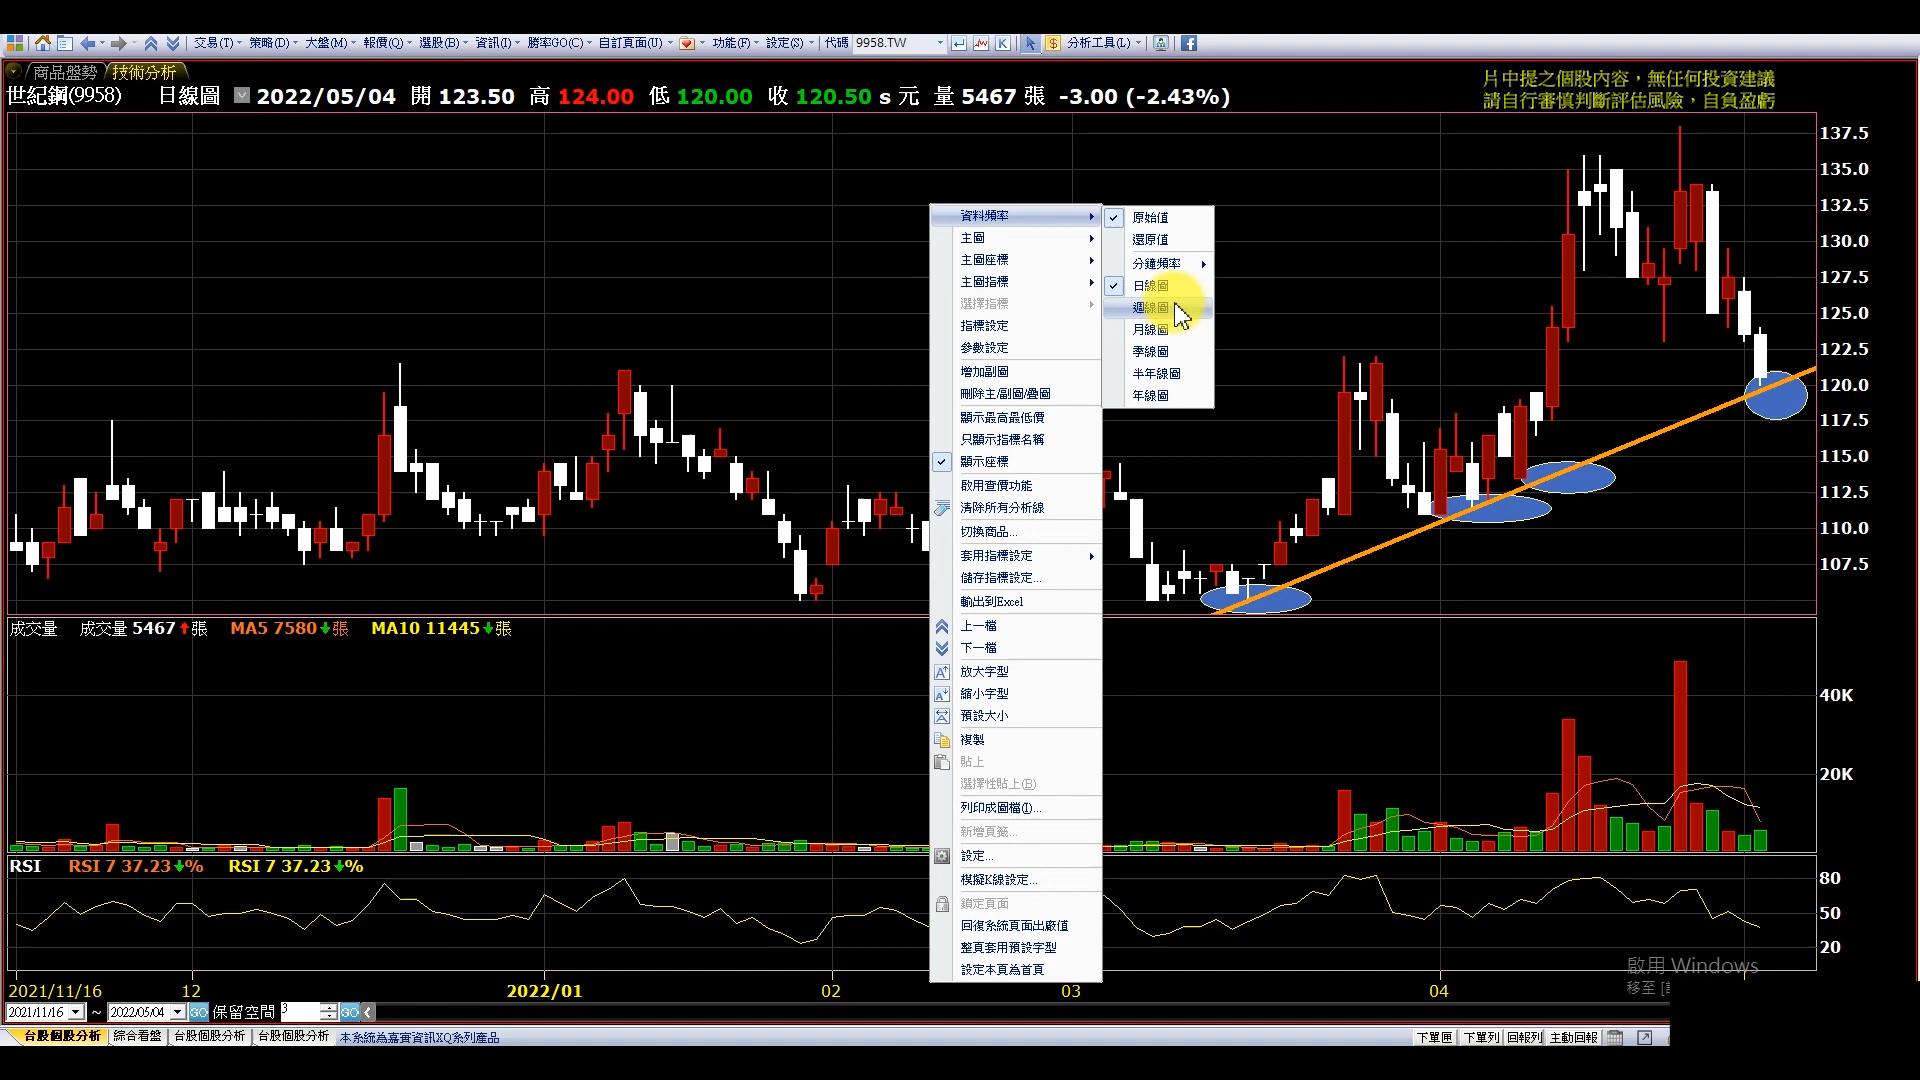 交易(T) 策略(D) 大盤(M) 報價(Q) 選股(B) 資訊(I) 勝率GO(C) 自訂頁面(U) 功能(F) 設定(S) 代碼 9958.TW K $ 分析工具(L)
商品盤勢 技術分析
世紀鋼(9958) 日線圖 2022/05/04 開 123.50 高 124.00 低 120.00 收 120.50 s 元 量 5467 張 -3.00 (-2.43%)
片中提之個股內容，無任何投資建議
請自行審慎判斷評估風險，自負盈虧
137.5
135.0
132.5
130.0
127.5
125.0
122.5
120.0
117.5
115.0
112.5
110.0
107.5
資料頻率
主圖
主圖座標
主圖指標
選擇指標
指標設定
參數設定
增加副圖
刪除主/副圖/疊圖
顯示最高最低價
只顯示指標名稱
顯示座標
啟用查價功能
清除所有分析線
切換商品...
套用指標設定
儲存指標設定...
輸出到Excel
上一檔
下一檔
放大字型
縮小字型
預設大小
複製
貼上
選擇性貼上(B)
列印成圖檔(I)...
新增頁籤...
設定...
模擬K線設定...
鎖定頁面
回復系統頁面出廠值
整頁套用預設字型
設定本頁為首頁
原始值
還原值
分鐘頻率
日線圖
週線圖
月線圖
季線圖
半年線圖
年線圖
成交量 成交量 5467 張 MA5 7580 張 MA10 11445 張
40K
20K
RSI RSI 7 37.23 % RSI 7 37.23 %
80
50
20
啟用 Windows
移至 [
2021/11/16 12 2022/01 02 03 04
2021/11/16 ~ 2022/05/04 GO 保留空間 3 GO
台股個股分析 綜合看盤 台股個股分析 台股個股分析 本系統為嘉實資訊XQ系列產品 下單匣 下單列 回報列 主動回報